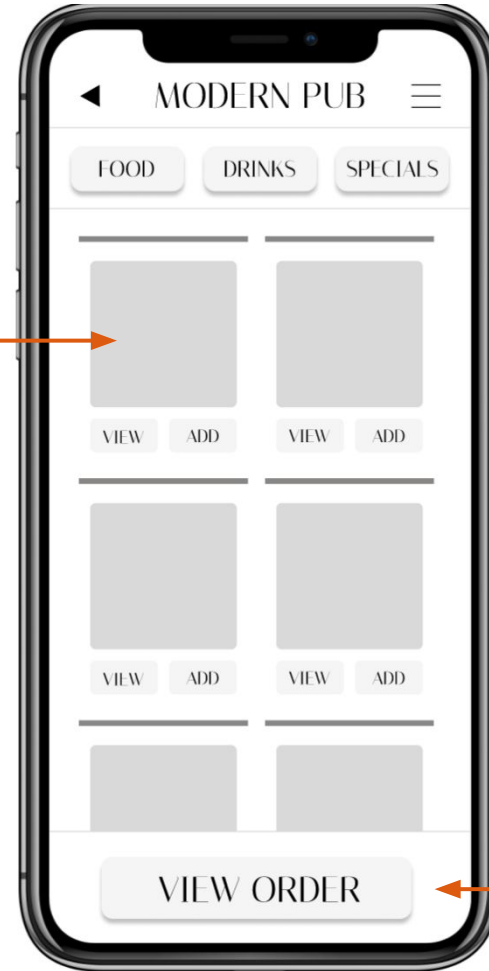 MODERN PUB
FOOD DRINKS SPECIALS
VIEW ADD VIEW ADD
VIEW ADD VIEW ADD
VIEW ORDER